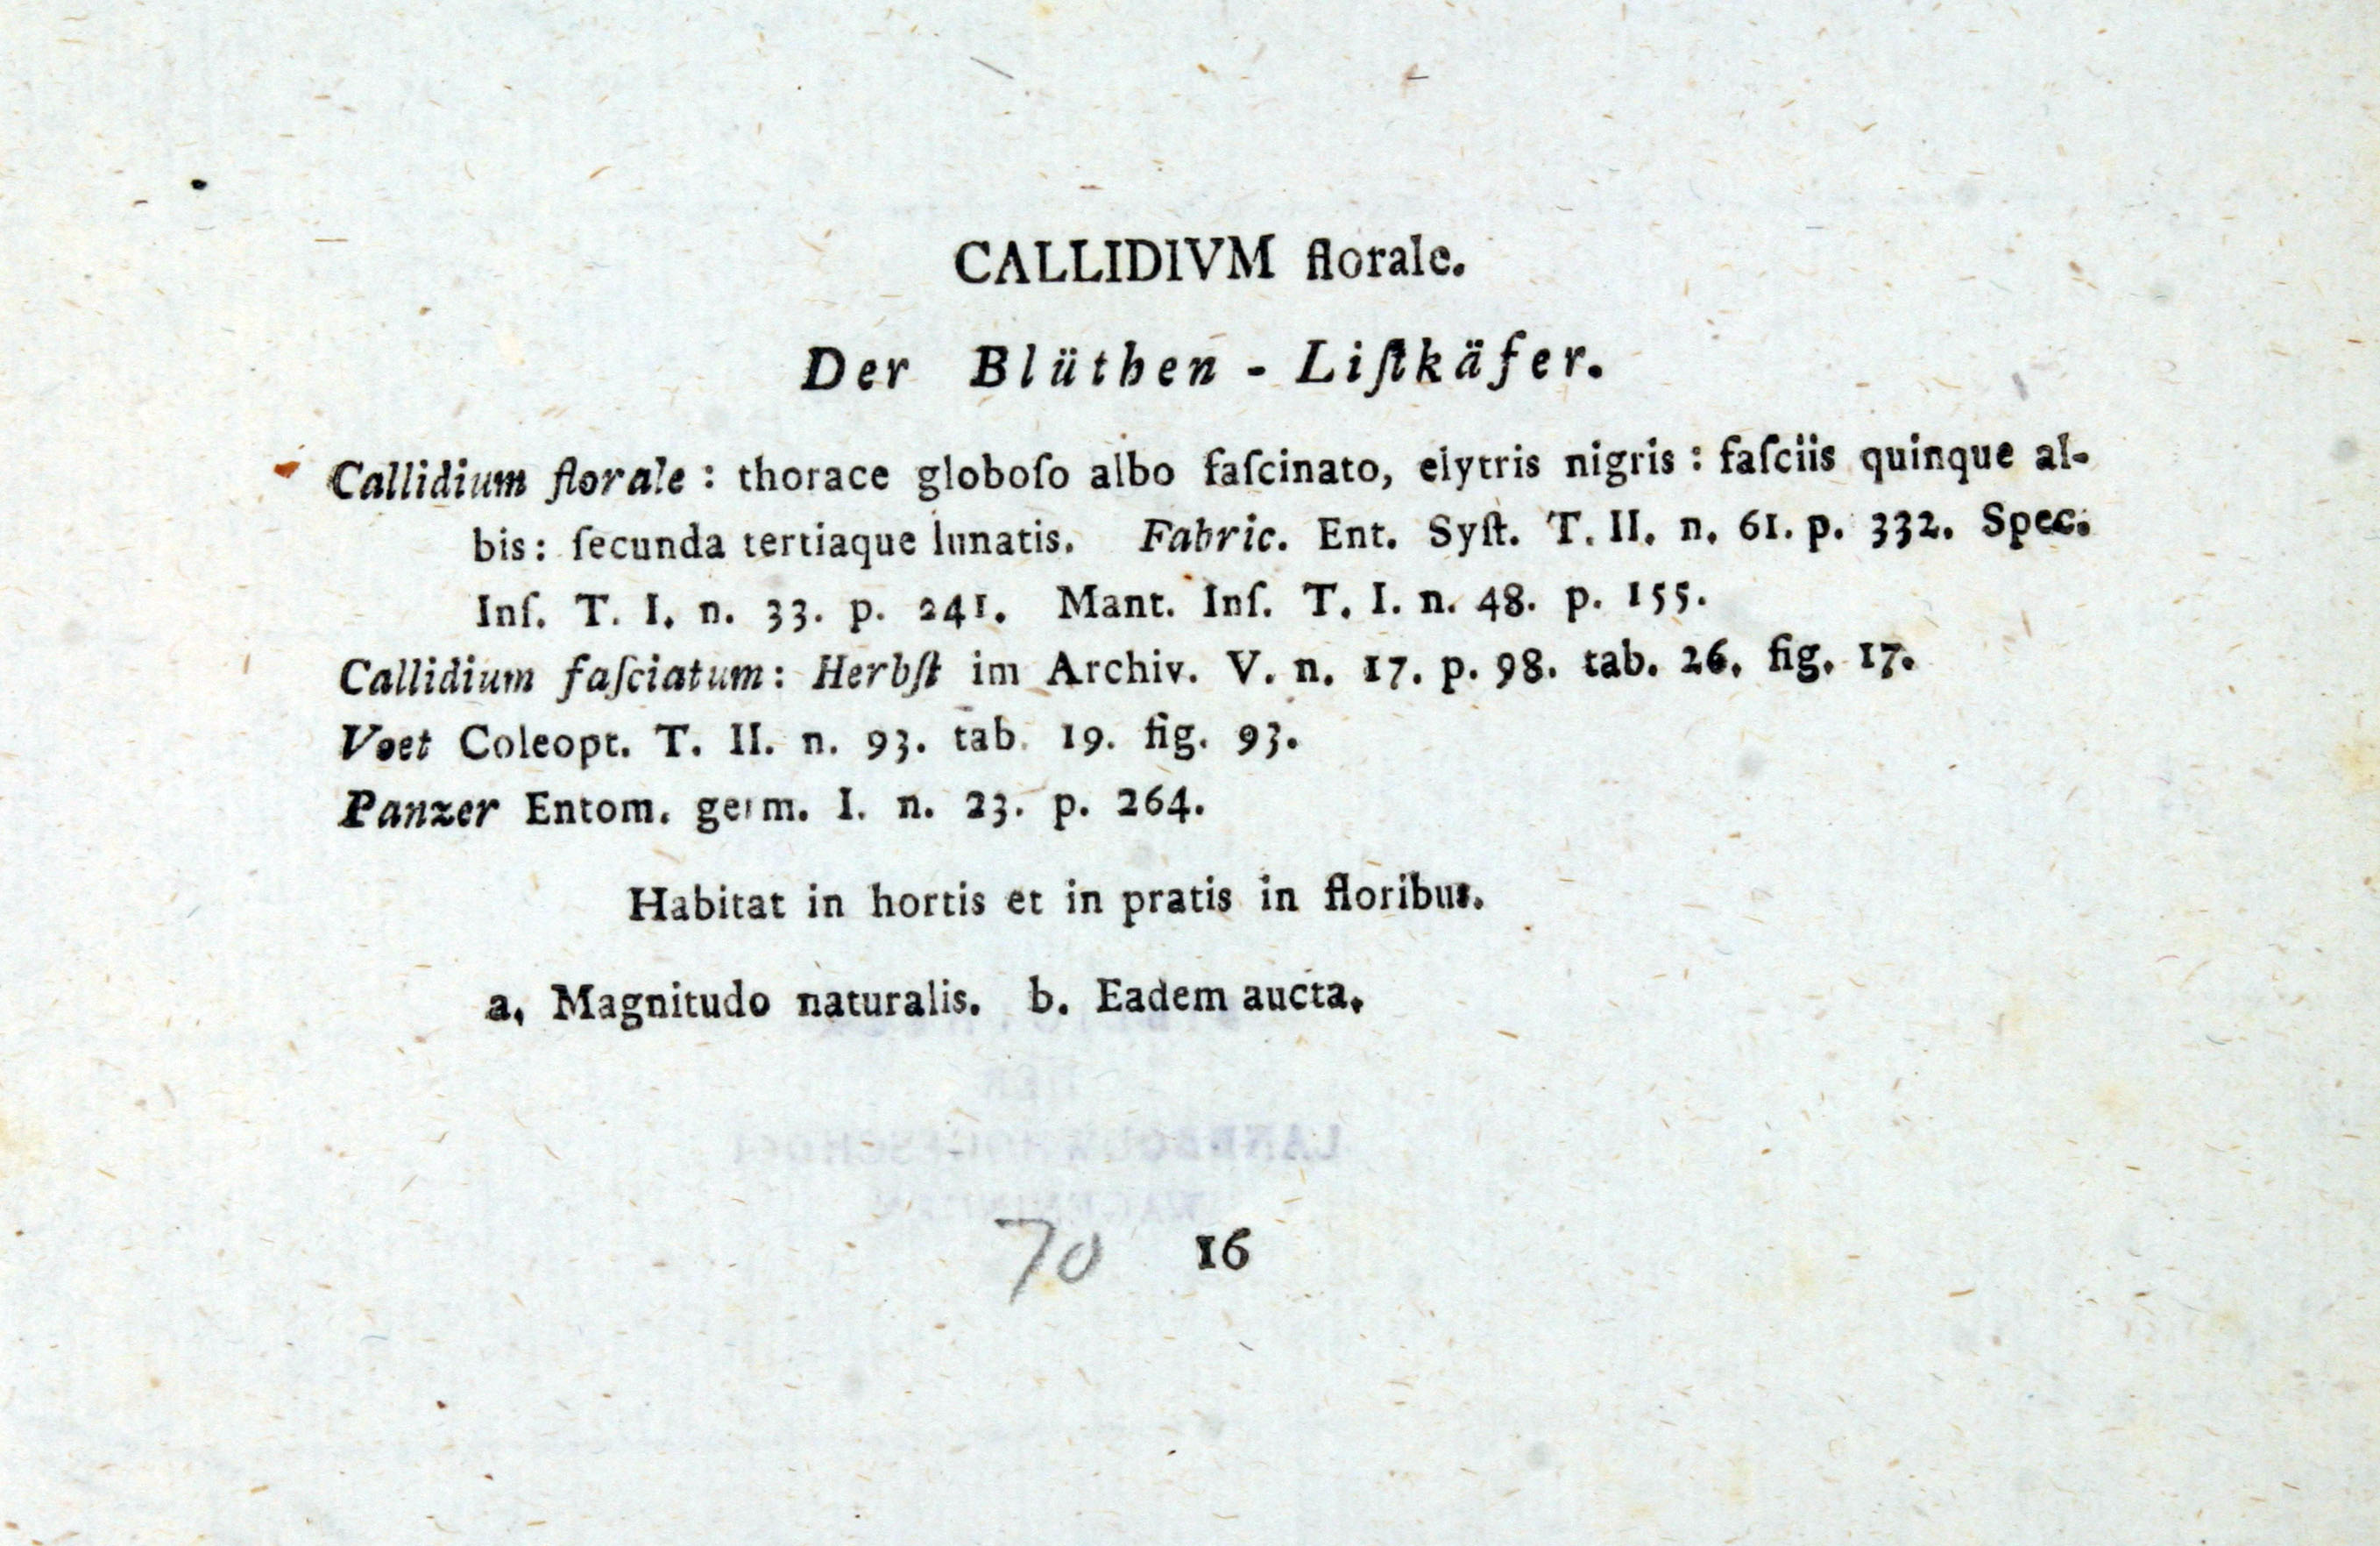 CALLIDIVM florale.
Der Blüthen - Liſtkäfer.
Callidium florale : thorace globoſo albo faſcinato, elytris nigris : faſciis quinque al-
bis: ſecunda tertiaque lunatis. Fabric. Ent. Syſt. T. II. n. 61. p. 332. Spec.
Inſ. T. I. n. 33. p. 241. Mant. Inſ. T. I. n. 48. p. 155.
Callidium faſciatum: Herbſt im Archiv. V. n. 17. p. 98. tab. 26. fig. 17.
Voet Coleopt. T. II. n. 93. tab. 19. fig. 93.
Panzer Entom. germ. I. n. 23. p. 264.
Habitat in hortis et in pratis in floribus.
a. Magnitudo naturalis. b. Eadem aucta.
70 16